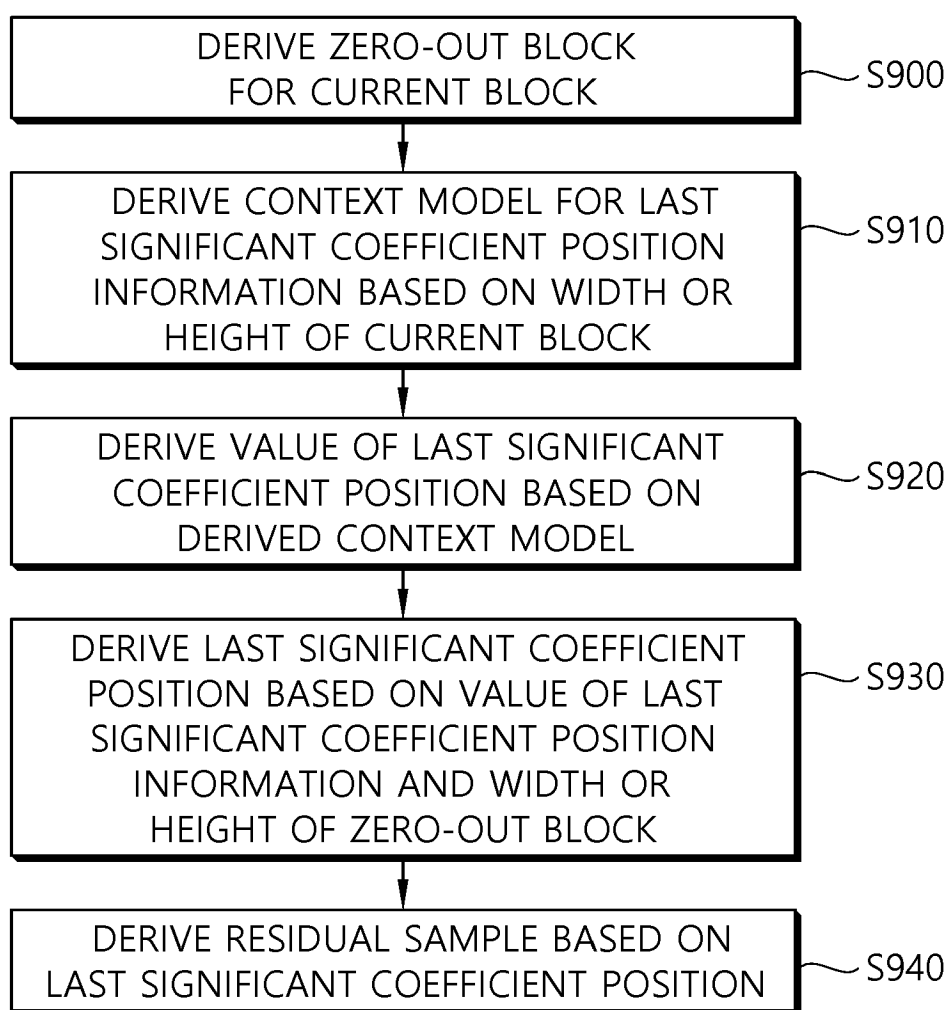 DERIVE ZERO-OUT BLOCK
FOR CURRENT BLOCK
S900
DERIVE CONTEXT MODEL FOR LAST
SIGNIFICANT COEFFICIENT POSITION
INFORMATION BASED ON WIDTH OR
HEIGHT OF CURRENT BLOCK
S910
DERIVE VALUE OF LAST SIGNIFICANT
COEFFICIENT POSITION BASED ON
DERIVED CONTEXT MODEL
S920
DERIVE LAST SIGNIFICANT COEFFICIENT
POSITION BASED ON VALUE OF LAST
SIGNIFICANT COEFFICIENT POSITION
INFORMATION AND WIDTH OR
HEIGHT OF ZERO-OUT BLOCK
S930
DERIVE RESIDUAL SAMPLE BASED ON
LAST SIGNIFICANT COEFFICIENT POSITION
S940